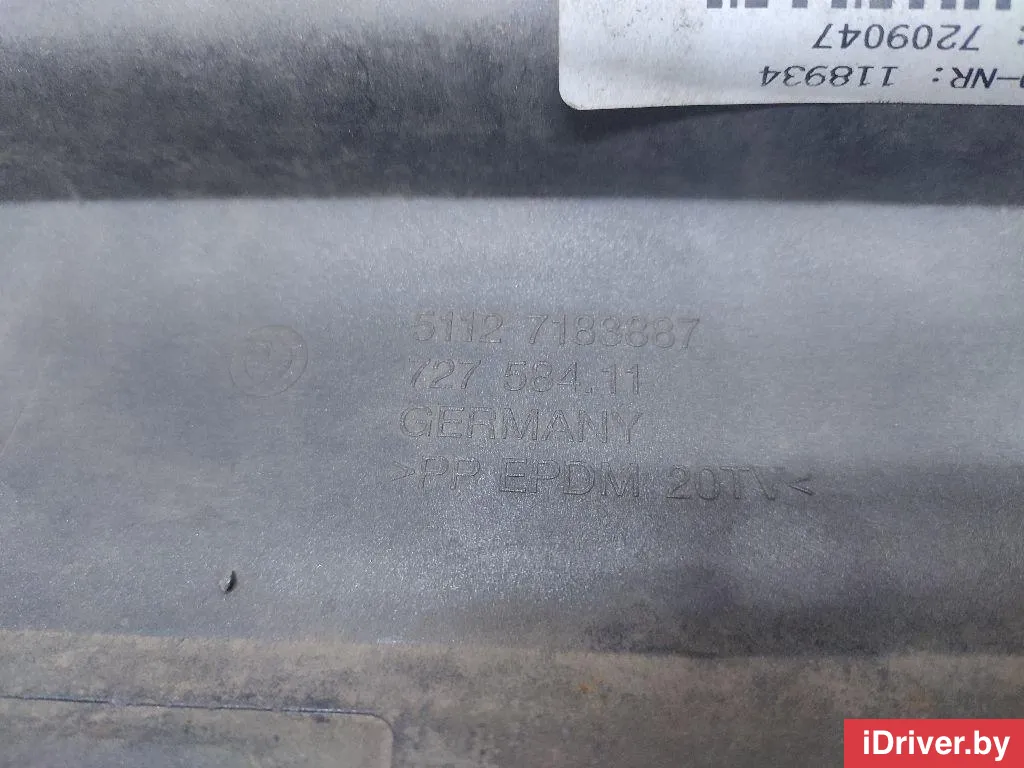 7209047
-NR: 118934
5112 7183887
727 584.11
GERMANY
>PP EPDM 20TV<
iDriver.by